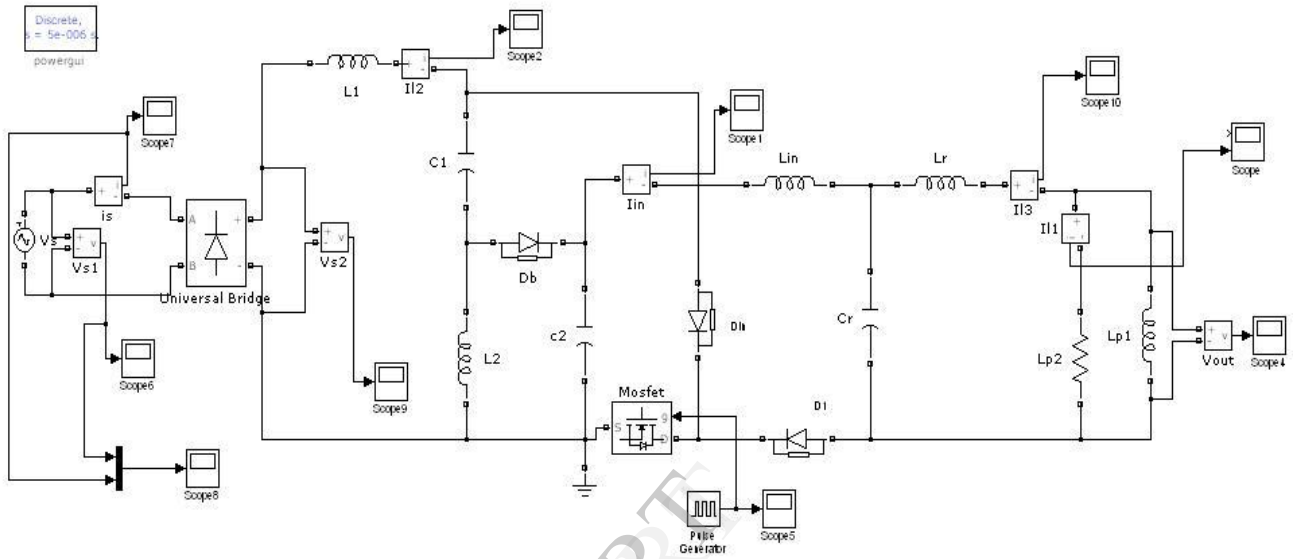 Discrete,
s = 5e-006 s
powergui
Scope7
is
Vs
Vs1
Scope6
Scope8
A
B
+
-
Universal Bridge
L1
Il2
Scope2
Vs2
Scope9
C1
L2
Db
c2
Iin
Scope1
Mosfet
S
g
D
Pulse
Generator
Scope5
D1
Lin
Cr
Lr
Il3
Scope10
Scope
Il1
Lp2
Lp1
Vout
Scope4